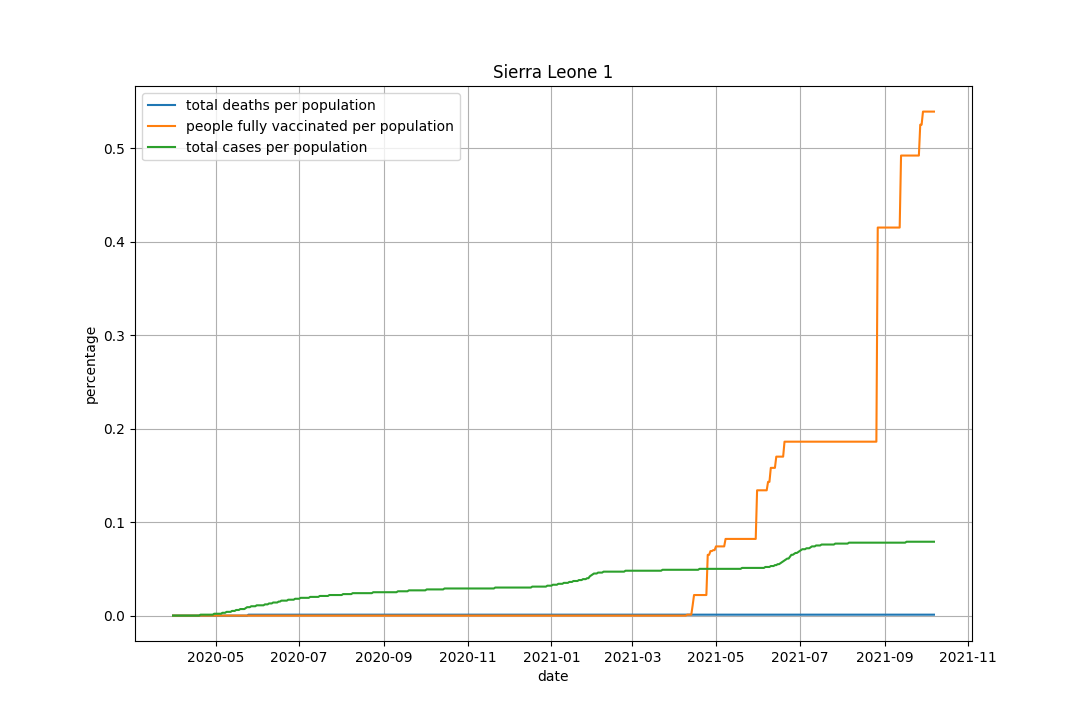 Sierra Leone 1
total deaths per population
people fully vaccinated per population
total cases per population
percentage
0.5
0.4
0.3
0.2
0.1
0.0
2020-05 2020-07 2020-09 2020-11 2021-01 2021-03 2021-05 2021-07 2021-09 2021-11
date